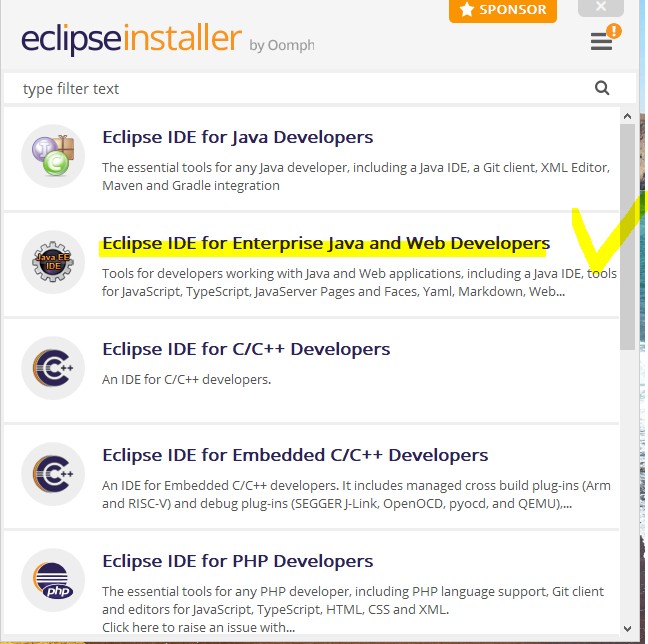 SPONSOR
eclipseinstaller by Oomph
!
type filter text
Eclipse IDE for Java Developers
The essential tools for any Java developer, including a Java IDE, a Git client, XML Editor,
Maven and Gradle integration
Java EE
IDE
Eclipse IDE for Enterprise Java and Web Developers
Tools for developers working with Java and Web applications, including a Java IDE, tools
for JavaScript, TypeScript, JavaServer Pages and Faces, Yaml, Markdown, Web...
C++
Eclipse IDE for C/C++ Developers
An IDE for C/C++ developers.
C++
Eclipse IDE for Embedded C/C++ Developers
An IDE for Embedded C/C++ developers. It includes managed cross build plug-ins (Arm
and RISC-V) and debug plug-ins (SEGGER J-Link, OpenOCD, pyocd, and QEMU),...
php
Eclipse IDE for PHP Developers
The essential tools for any PHP developer, including PHP language support, Git client
and editors for JavaScript, TypeScript, HTML, CSS and XML.
Click here to raise an issue with...